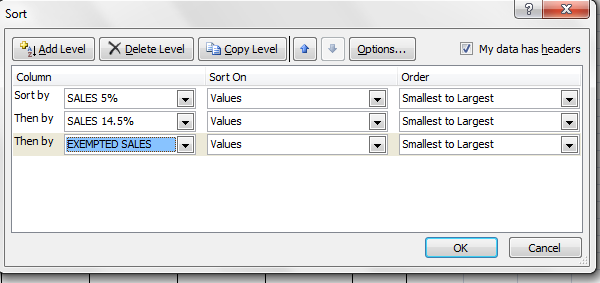 Sort
?
Add Level Delete Level Copy Level Options... My data has headers
Column Sort On Order
Sort by SALES 5% Values Smallest to Largest
Then by SALES 14.5% Values Smallest to Largest
Then by EXEMPTED SALES Values Smallest to Largest
OK Cancel